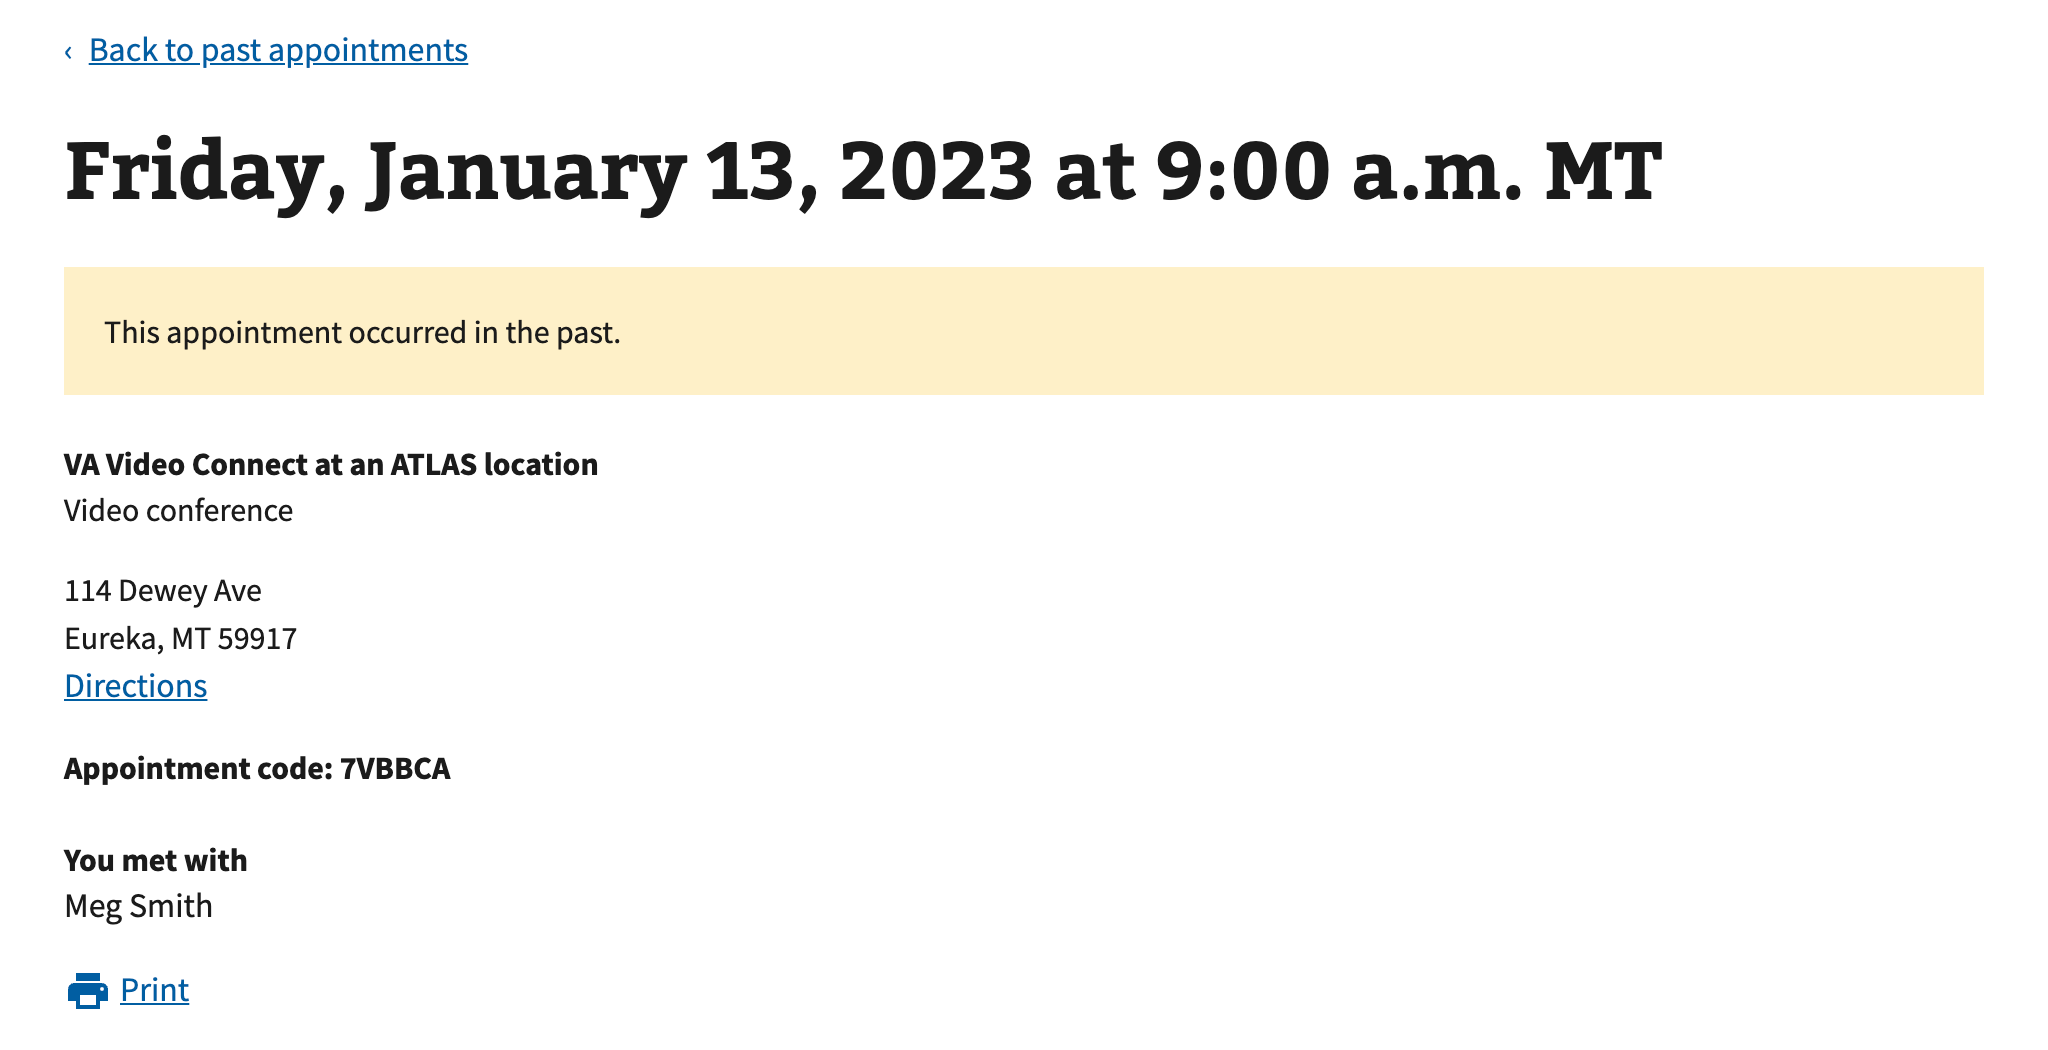 ‹ Back to past appointments
Friday, January 13, 2023 at 9:00 a.m. MT
This appointment occurred in the past.
VA Video Connect at an ATLAS location
Video conference
114 Dewey Ave
Eureka, MT 59917
Directions
Appointment code: 7VBBCA
You met with
Meg Smith
Print